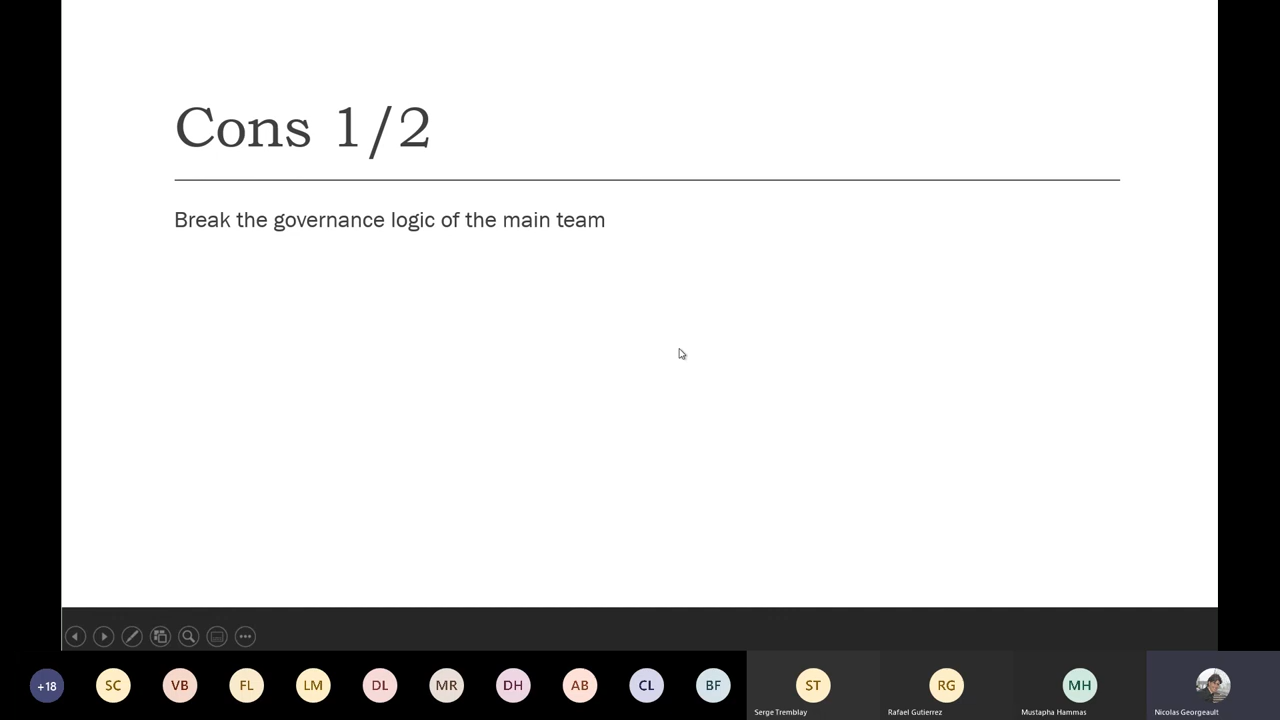 Cons 1/2
Break the governance logic of the main team
+18
SC
VB
FL
LM
DL
MR
DH
AB
CL
BF
ST
RG
MH
Serge Tremblay
Rafael Gutierrez
Mustapha Hammas
Nicolas Georgeault